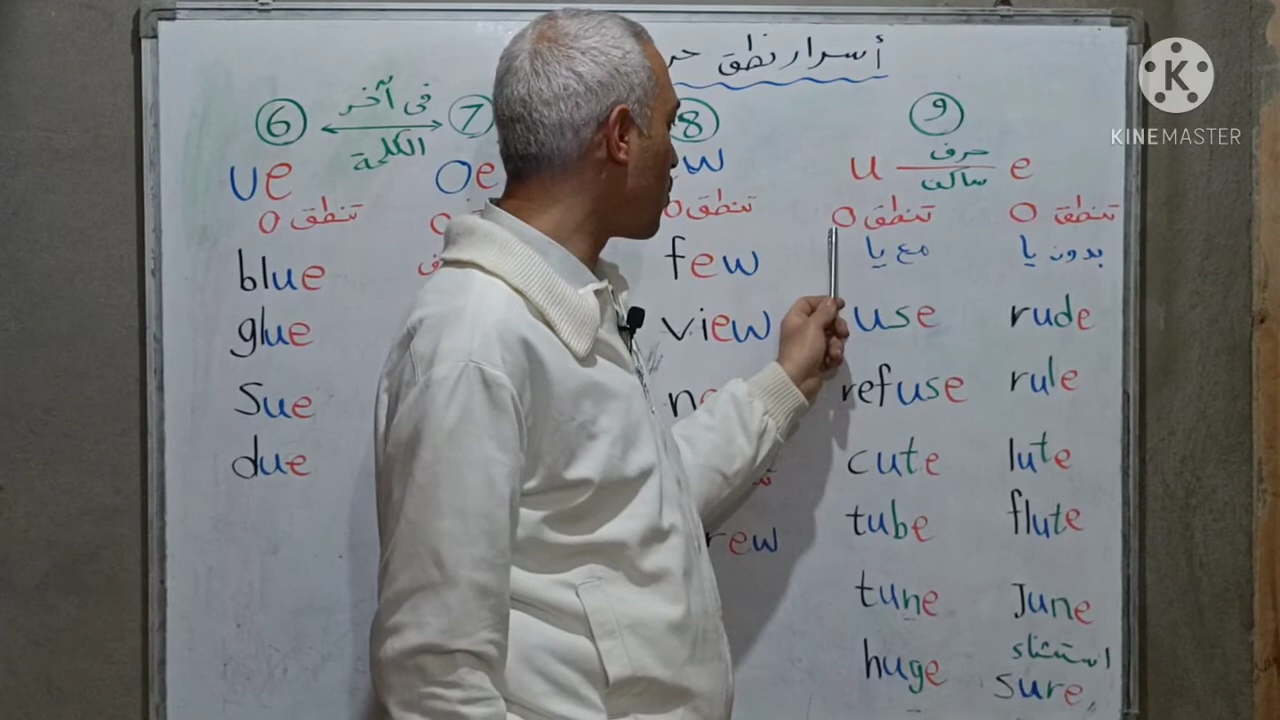 أسرار نطق
KINEMASTER
6 في آخر الكلمة 7 8 9
ue oe w u حرف ساكن e
تنطق o تنطق o تنطق o تنطق o
مع يا بدون يا
blue few use rude
glue view refuse rule
Sue cute lute
due tube flute
rew
tune June
huge استثناء
sure